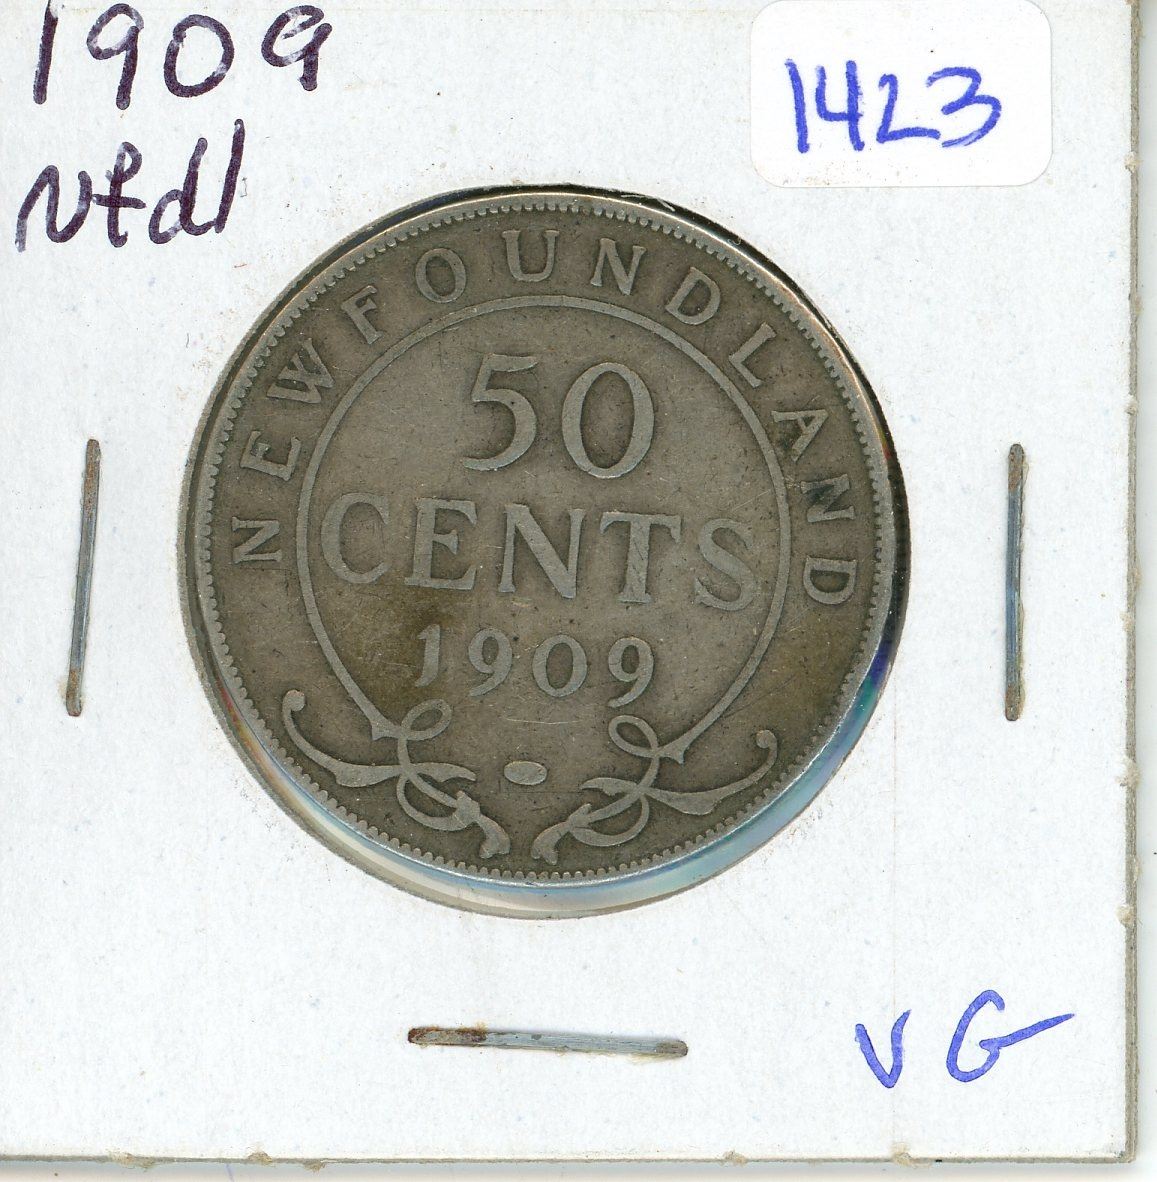 1909
Nfdl
1423
NEWFOUNDLAND
50
CENTS
1909
VG